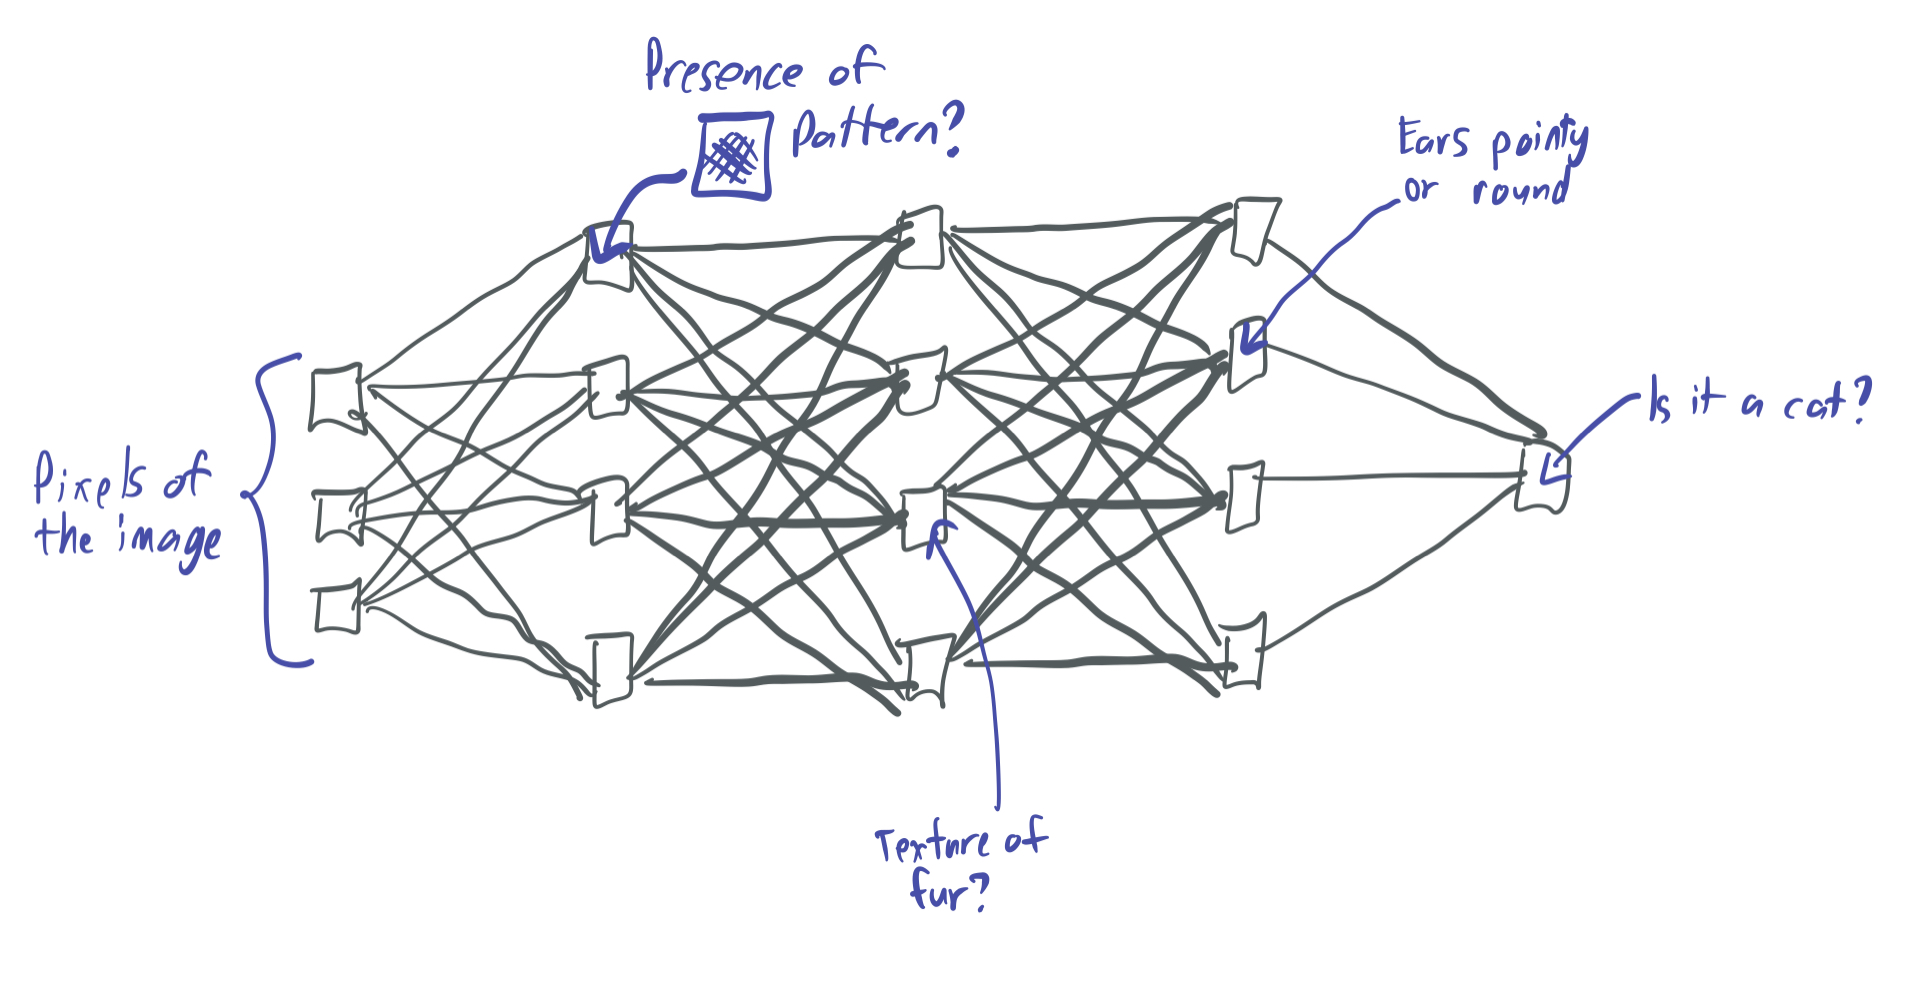 Presence of
pattern?
Ears pointy
or round
Is it a cat?
Pixels of
the image
Texture of
fur?